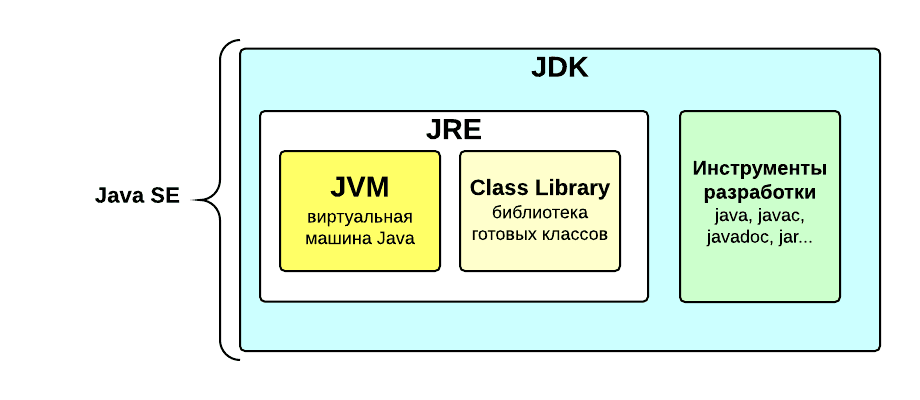 JDK
JRE
Java SE
JVM
виртуальная
машина Java
Class Library
библиотека
готовых классов
Инструменты
разработки
java, javac,
javadoc, jar...